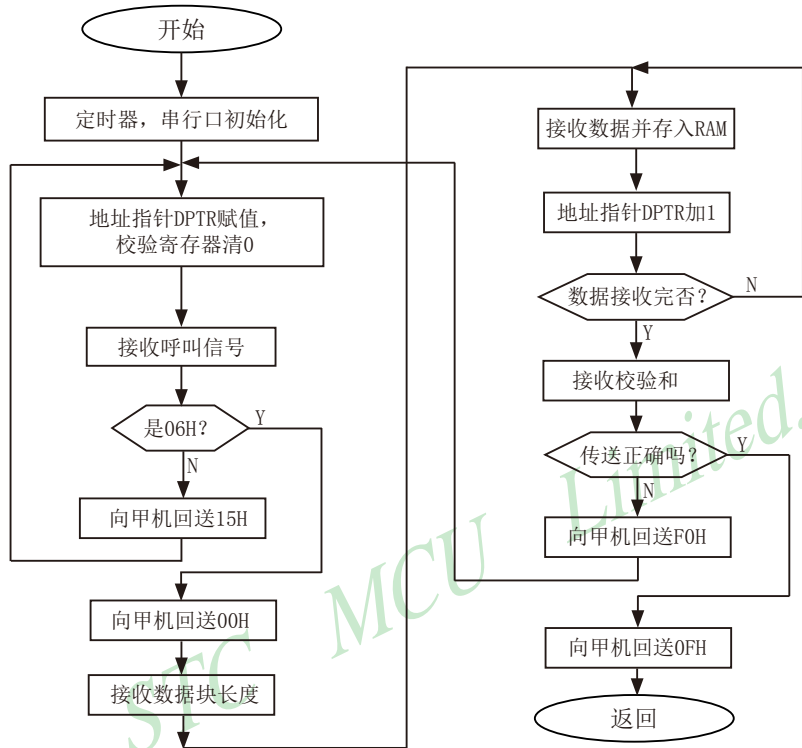 开始
定时器，串行口初始化
地址指针DPTR赋值，
校验寄存器清0
接收呼叫信号
是06H？
Y
N
向甲机回送15H
向甲机回送00H
接收数据块长度
接收数据并存入RAM
地址指针DPTR加1
数据接收完否？
N
Y
接收校验和
传送正确吗？
Y
N
向甲机回送F0H
向甲机回送0FH
返回
STC MCU Limited.